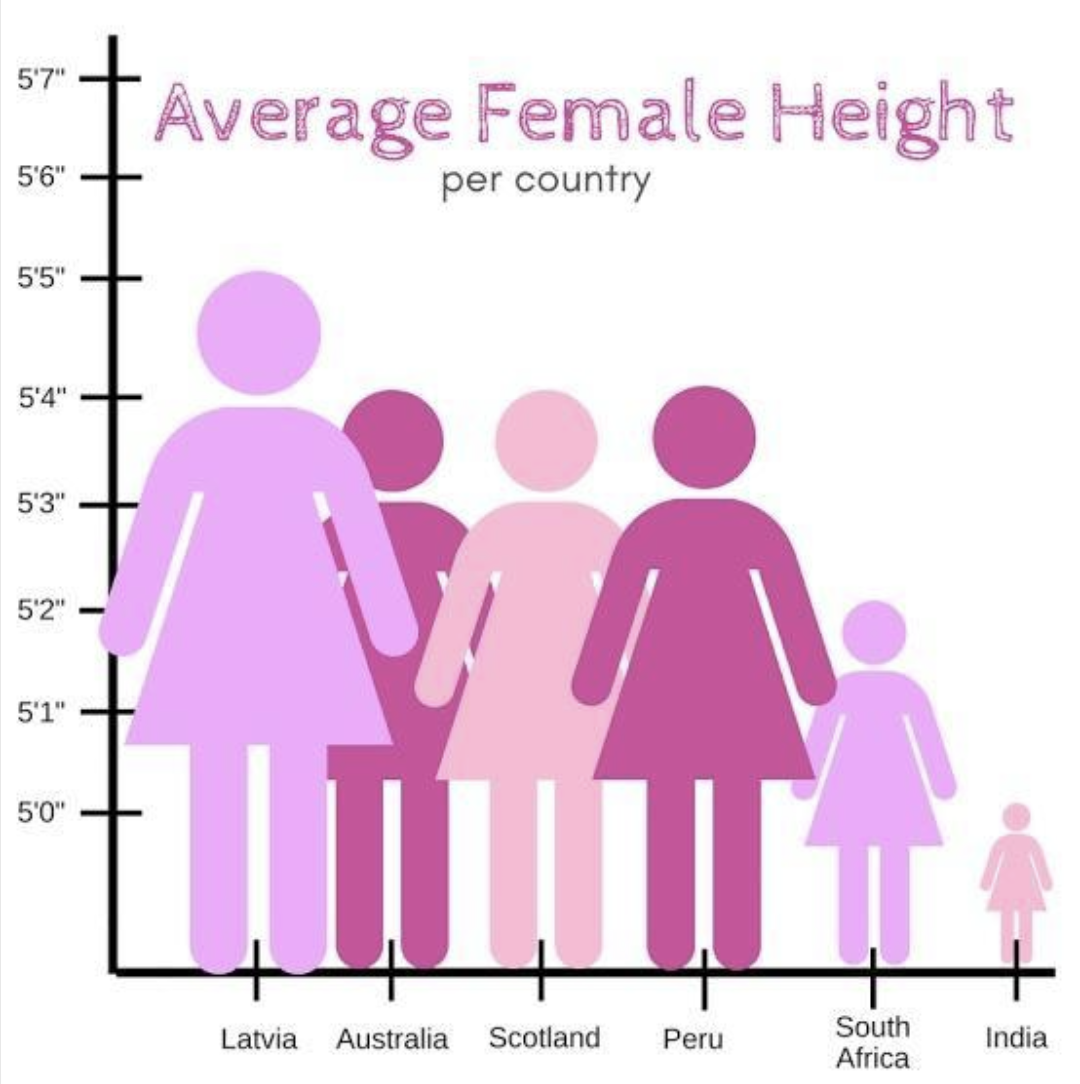 Average Female Height
per country
5'7"
5'6"
5'5"
5'4"
5'3"
5'2"
5'1"
5'0"
Latvia
Australia
Scotland
Peru
South
Africa
India